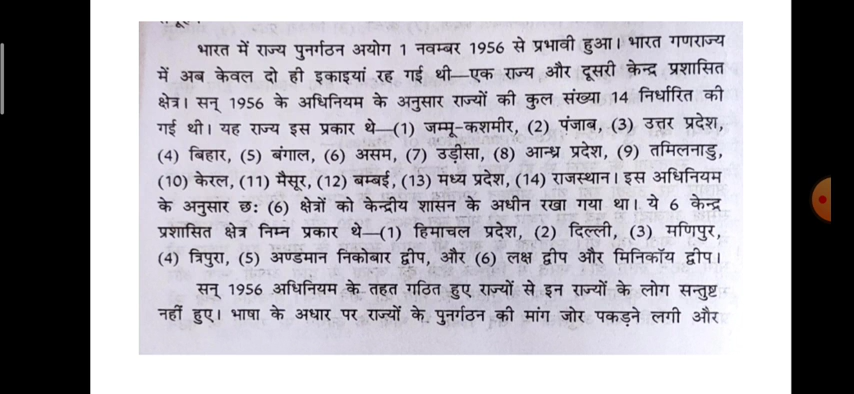 भारत में राज्य पुनर्गठन अयोग 1 नवम्बर 1956 से प्रभावी हुआ। भारत गणराज्य
में अब केवल दो ही इकाइयां रह गई थी—एक राज्य और दूसरी केन्द्र प्रशासित
क्षेत्र। सन् 1956 के अधिनियम के अनुसार राज्यों की कुल संख्या 14 निर्धारित की
गई थी। यह राज्य इस प्रकार थे—(1) जम्मू-कशमीर, (2) पंजाब, (3) उत्तर प्रदेश,
(4) बिहार, (5) बंगाल, (6) असम, (7) उड़ीसा, (8) आन्ध्र प्रदेश, (9) तमिलनाडु,
(10) केरल, (11) मैसूर, (12) बम्बई, (13) मध्य प्रदेश, (14) राजस्थान। इस अधिनियम
के अनुसार छः (6) क्षेत्रों को केन्द्रीय शासन के अधीन रखा गया था। ये 6 केन्द्र
प्रशासित क्षेत्र निम्न प्रकार थे—(1) हिमाचल प्रदेश, (2) दिल्ली, (3) मणिपुर,
(4) त्रिपुरा, (5) अण्डमान निकोबार द्वीप, और (6) लक्ष द्वीप और मिनिकॉय द्वीप।
सन् 1956 अधिनियम के तहत गठित हुए राज्यों से इन राज्यों के लोग सन्तुष्ट
नहीं हुए। भाषा के अधार पर राज्यों के पुनर्गठन की मांग जोर पकड़ने लगी और